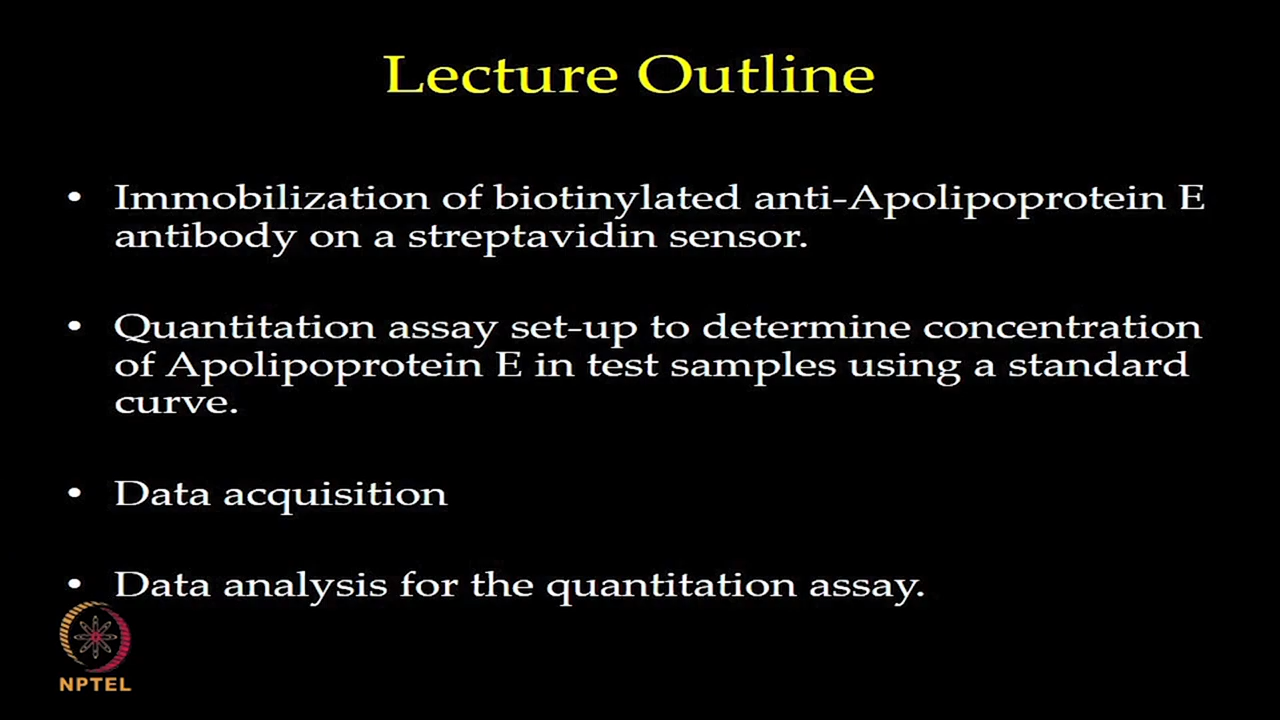 Lecture Outline
• Immobilization of biotinylated anti-Apolipoprotein E
antibody on a streptavidin sensor.
• Quantitation assay set-up to determine concentration
of Apolipoprotein E in test samples using a standard
curve.
• Data acquisition
• Data analysis for the quantitation assay.
NPTEL